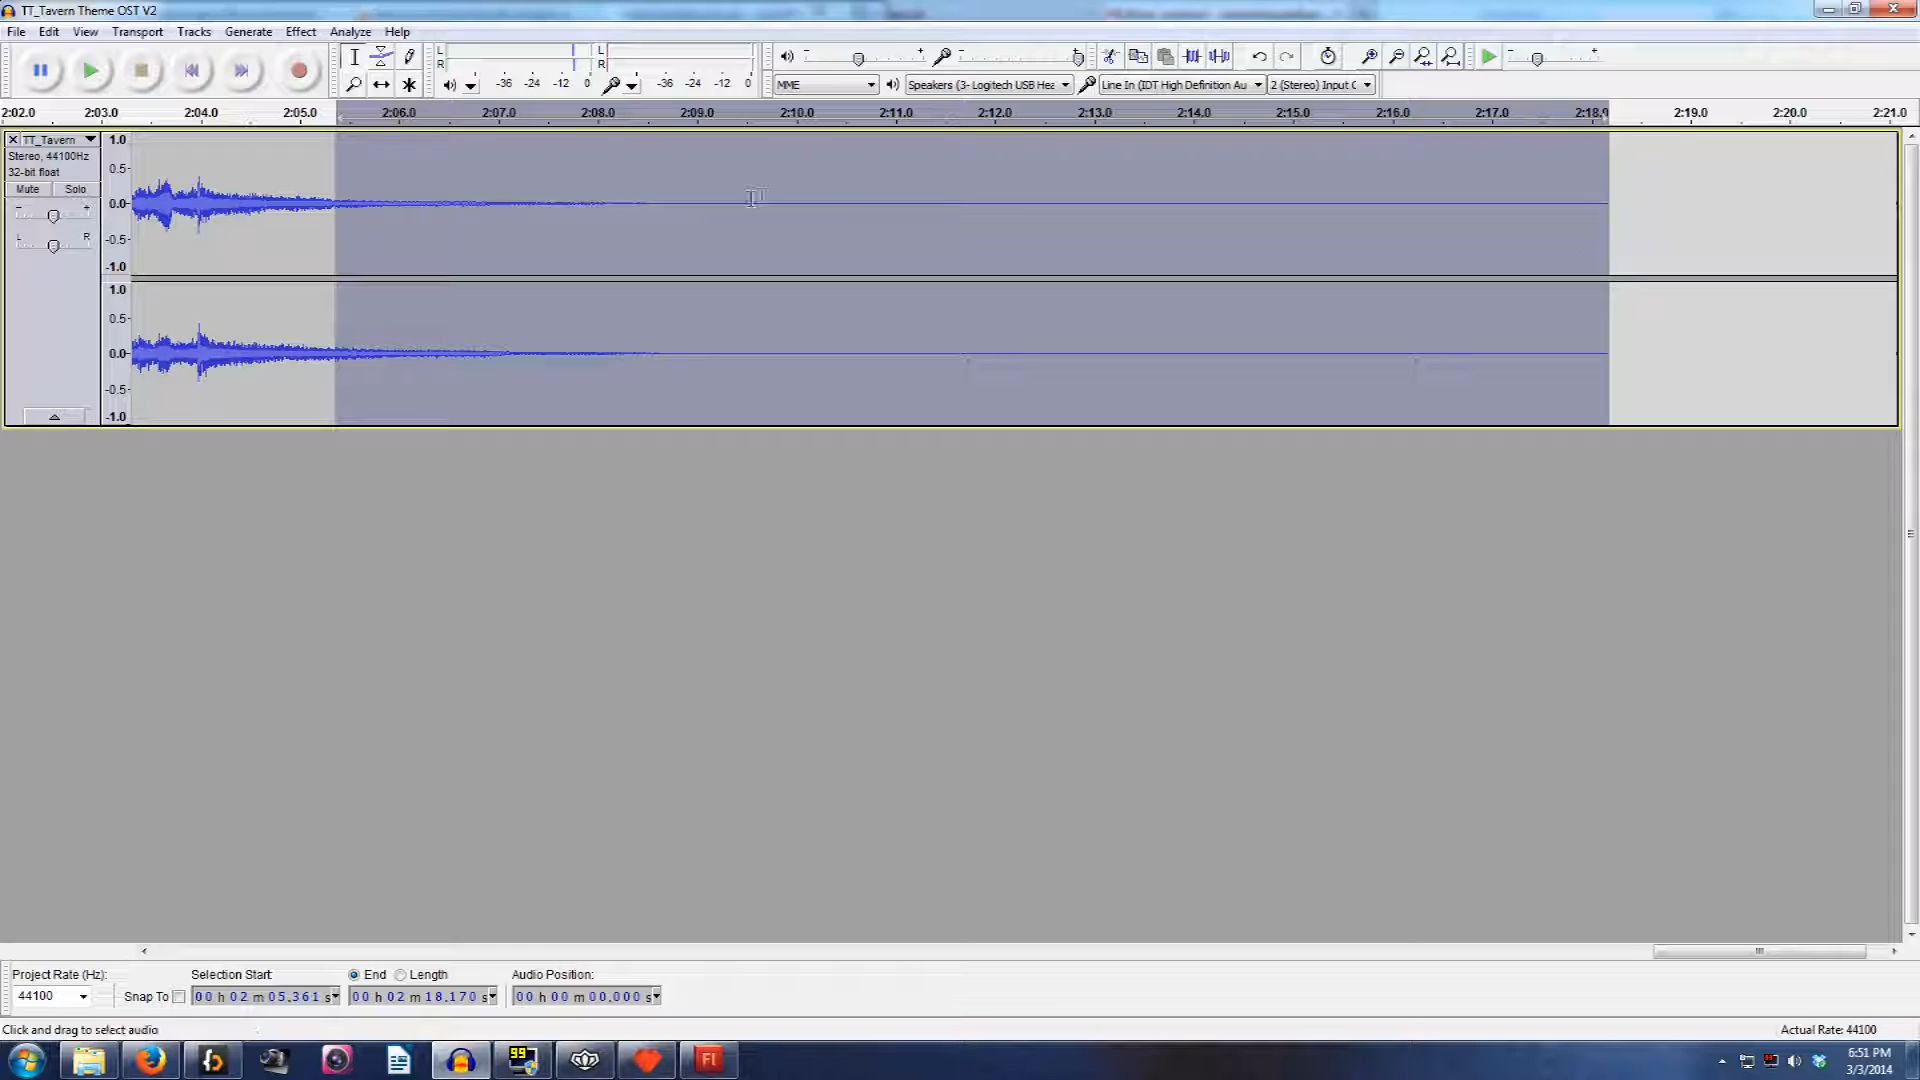 TT_Tavern Theme OST V2
File Edit View Transport Tracks Generate Effect Analyze Help
L
R
-36 -24 -12 0
L
R
-36 -24 -12 0
MME
Speakers (3- Logitech USB Hea
Line In (IDT High Definition Au
2 (Stereo) Input C
2:02.0 2:03.0 2:04.0 2:05.0 2:06.0 2:07.0 2:08.0 2:09.0 2:10.0 2:11.0 2:12.0 2:13.0 2:14.0 2:15.0 2:16.0 2:17.0 2:18.0 2:19.0 2:20.0 2:21.0
TT_Tavern
Stereo, 44100Hz
32-bit float
Mute Solo
- +
L R
1.0
0.5-
0.0-
-0.5-
-1.0
1.0
0.5-
0.0-
-0.5-
-1.0
Project Rate (Hz): Selection Start: End Length Audio Position:
44100 Snap To 00 h 02 m 05.361 s 00 h 02 m 18.170 s 00 h 00 m 00.000 s
Click and drag to select audio
Actual Rate: 44100
99
Fl
6:51 PM
3/3/2014